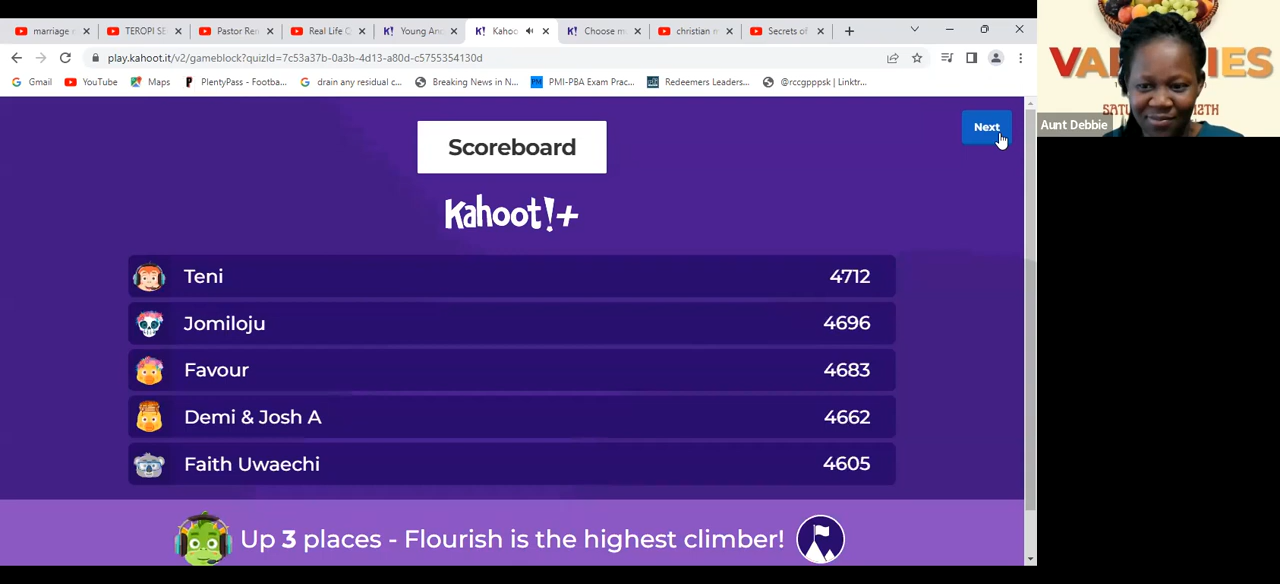 marriage n
TEROPI SE
Pastor Ren
Real Life C
Young And
Kahoo
Choose m
christian m
Secrets of
play.kahoot.it/v2/gameblock?quizId=7c53a37b-0a3b-4d13-a80d-c5755354130d
Gmail YouTube Maps PlentyPass - Footba... drain any residual c... Breaking News in N... PMI-PBA Exam Prac... Redeemers Leaders... @rccgpppsk | Linktr...
Next
Scoreboard
Kahoot!+
Teni 4712
Jomiloju 4696
Favour 4683
Demi & Josh A 4662
Faith Uwaechi 4605
Up 3 places - Flourish is the highest climber!
Aunt Debbie